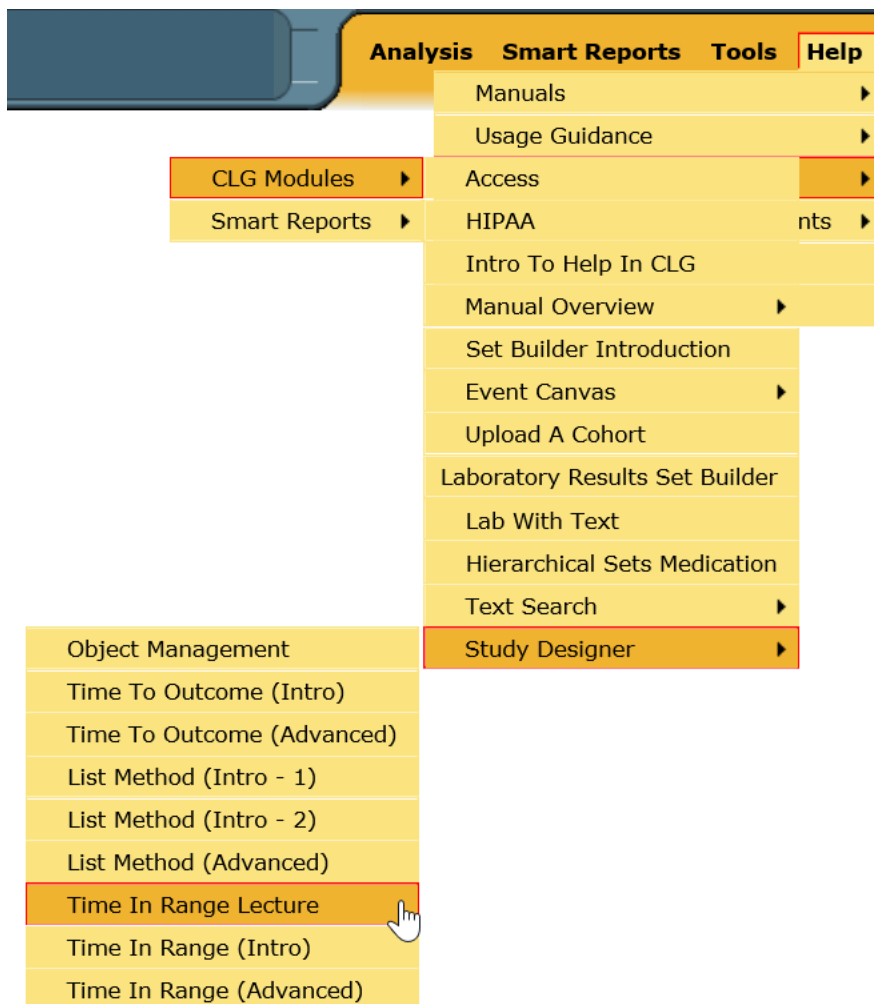 Analysis Smart Reports Tools Help
Manuals
Usage Guidance
CLG Modules
Access
Smart Reports
HIPAA
nts
Intro To Help In CLG
Manual Overview
Set Builder Introduction
Event Canvas
Upload A Cohort
Laboratory Results Set Builder
Lab With Text
Hierarchical Sets Medication
Text Search
Study Designer
Object Management
Time To Outcome (Intro)
Time To Outcome (Advanced)
List Method (Intro - 1)
List Method (Intro - 2)
List Method (Advanced)
Time In Range Lecture
Time In Range (Intro)
Time In Range (Advanced)